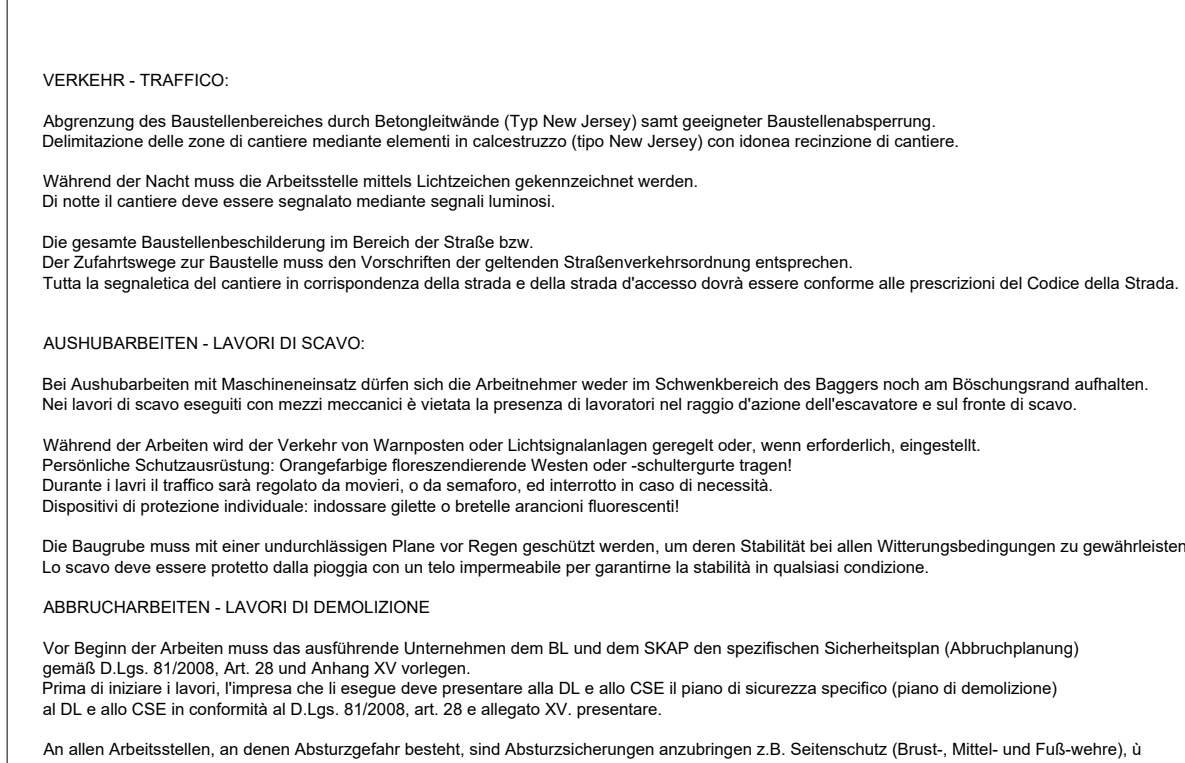 VERKEHR - TRAFFICO:
Abgrenzung des Baustellenbereiches durch Betongleitwände (Typ New Jersey) samt geeigneter Baustellenabsperrung.
Delimitazione delle zone di cantiere mediante elementi in calcestruzzo (tipo New Jersey) con idonea recinzione di cantiere.
Während der Nacht muss die Arbeitsstelle mittels Lichtzeichen gekennzeichnet werden.
Di notte il cantiere deve essere segnalato mediante segnali luminosi.
Die gesamte Baustellenbeschilderung im Bereich der Straße bzw.
Der Zufahrtswege zur Baustelle muss den Vorschriften der geltenden Straßenverkehrsordnung entsprechen.
Tutta la segnaletica del cantiere in corrispondenza della strada e della strada d'accesso dovrà essere conforme alle prescrizioni del Codice della Strada.
AUSHUBARBEITEN - LAVORI DI SCAVO:
Bei Aushubarbeiten mit Maschineneinsatz dürfen sich die Arbeitnehmer weder im Schwenkbereich des Baggers noch am Böschungsrand aufhalten.
Nei lavori di scavo eseguiti con mezzi meccanici è vietata la presenza di lavoratori nel raggio d'azione dell'escavatore e sul fronte di scavo.
Während der Arbeiten wird der Verkehr von Warnposten oder Lichtsignalanlagen geregelt oder, wenn erforderlich, eingestellt.
Persönliche Schutzausrüstung: Orangefarbige floreszendierende Westen oder -schultergurte tragen!
Durante i lavri il traffico sarà regolato da movieri, o da semaforo, ed interrotto in caso di necessità.
Dispositivi di protezione individuale: indossare gilette o bretelle arancioni fluorescenti!
Die Baugrube muss mit einer undurchlässigen Plane vor Regen geschützt werden, um deren Stabilität bei allen Witterungsbedingungen zu gewährleisten
Lo scavo deve essere protetto dalla pioggia con un telo impermeabile per garantirne la stabilità in qualsiasi condizione.
ABBRUCHARBEITEN - LAVORI DI DEMOLIZIONE
Vor Beginn der Arbeiten muss das ausführende Unternehmen dem BL und dem SKAP den spezifischen Sicherheitsplan (Abbruchplanung)
gemäß D.Lgs. 81/2008, Art. 28 und Anhang XV vorlegen.
Prima di iniziare i lavori, l'impresa che li esegue deve presentare alla DL e allo CSE il piano di sicurezza specifico (piano di demolizione)
al DL e allo CSE in conformità al D.Lgs. 81/2008, art. 28 e allegato XV. presentare.
An allen Arbeitsstellen, an denen Absturzgefahr besteht, sind Absturzsicherungen anzubringen z.B. Seitenschutz (Brust-, Mittel- und Fuß-wehre), ù